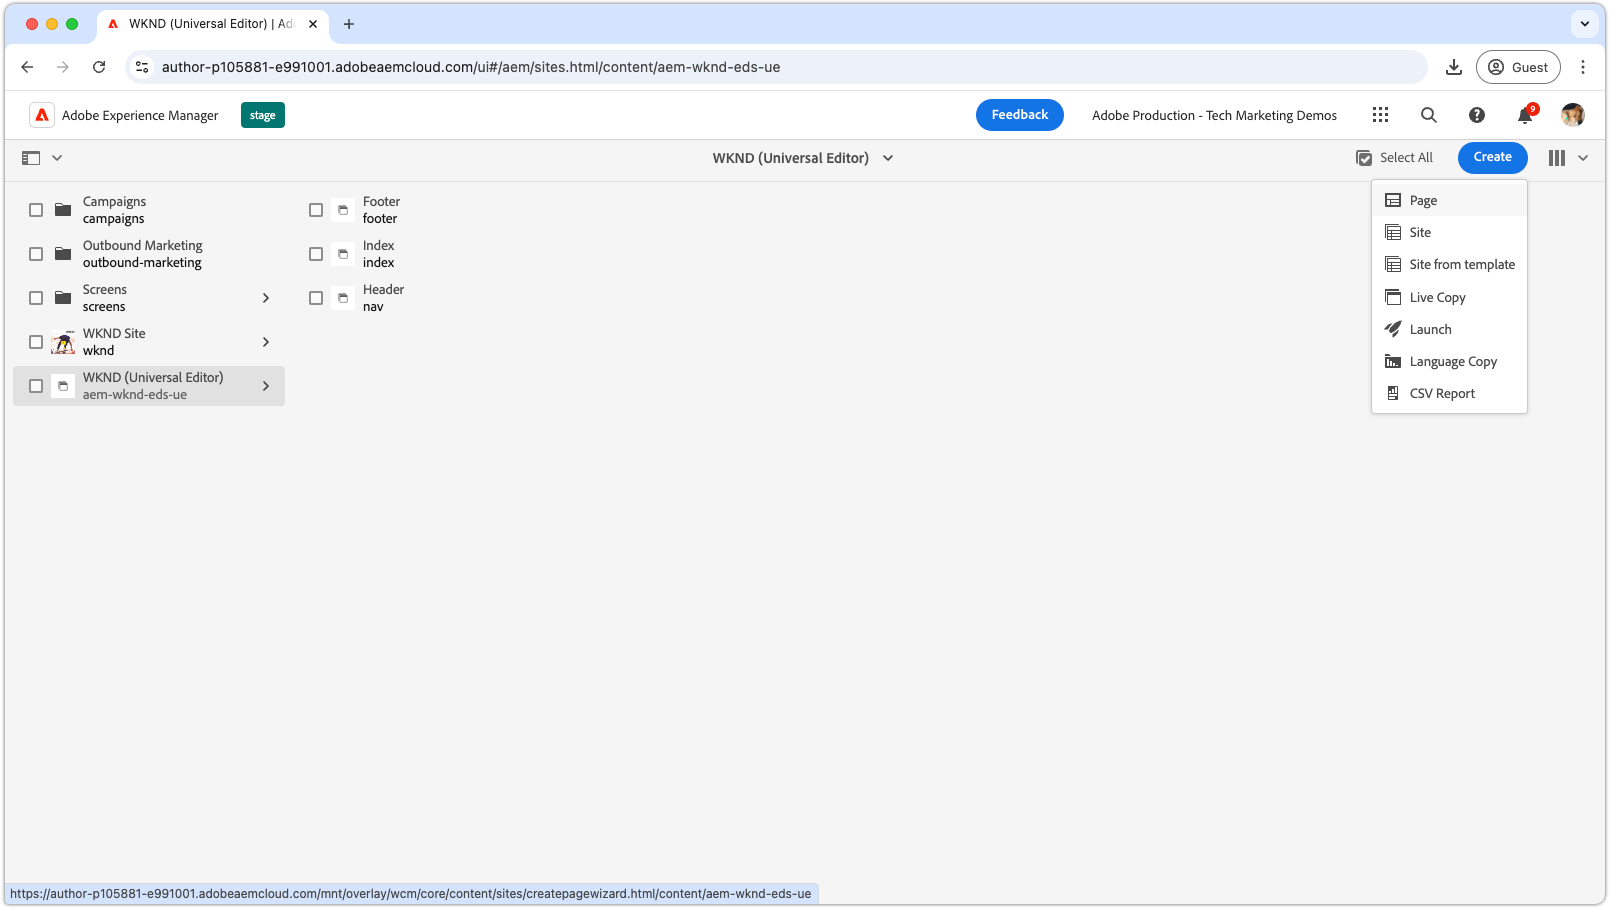 WKND (Universal Editor) | Ad
author-p105881-e991001.adobeaemcloud.com/ui#/aem/sites.html/content/aem-wknd-eds-ue
Guest
Adobe Experience Manager
stage
Feedback
Adobe Production - Tech Marketing Demos
9
WKND (Universal Editor)
Select All
Create
Campaigns
campaigns
Outbound Marketing
outbound-marketing
Screens
screens
WKND Site
wknd
WKND (Universal Editor)
aem-wknd-eds-ue
Footer
footer
Index
index
Header
nav
Page
Site
Site from template
Live Copy
Launch
Language Copy
CSV Report
https://author-p105881-e991001.adobeaemcloud.com/mnt/overlay/wcm/core/content/sites/createpagewizard.html/content/aem-wknd-eds-ue